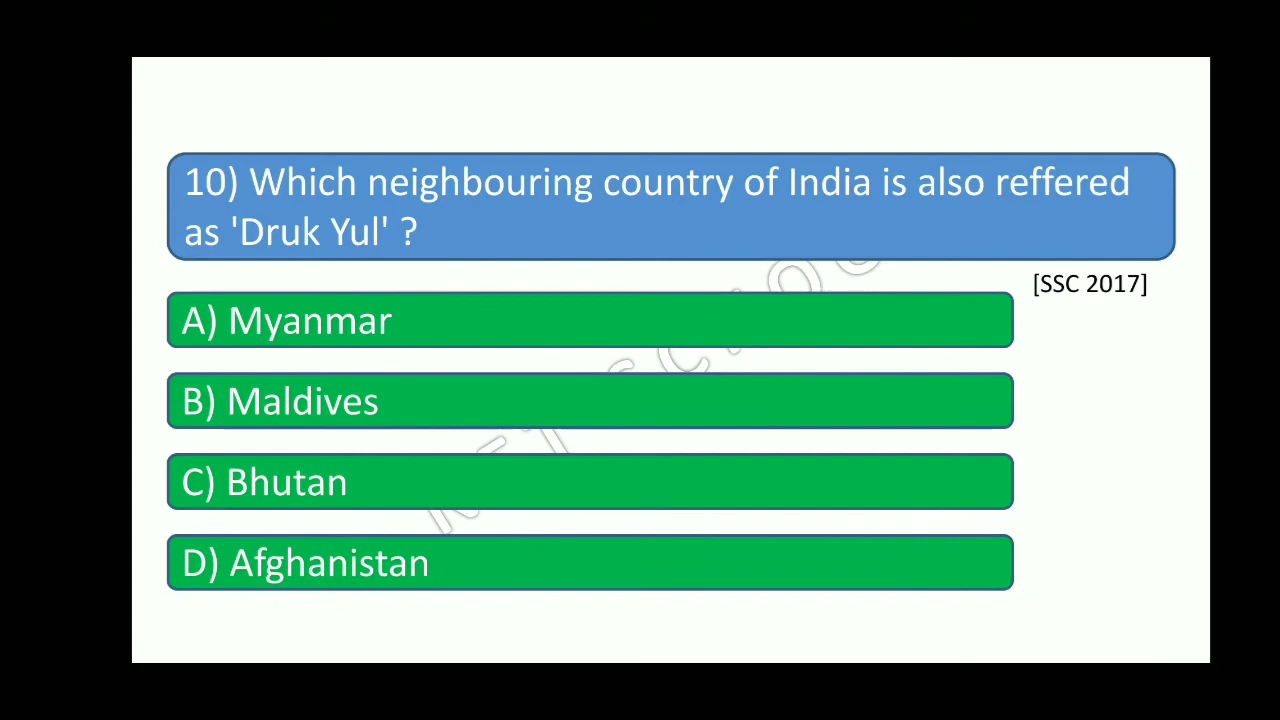 10) Which neighbouring country of India is also reffered
as 'Druk Yul' ?
[SSC 2017]
A) Myanmar
B) Maldives
C) Bhutan
D) Afghanistan